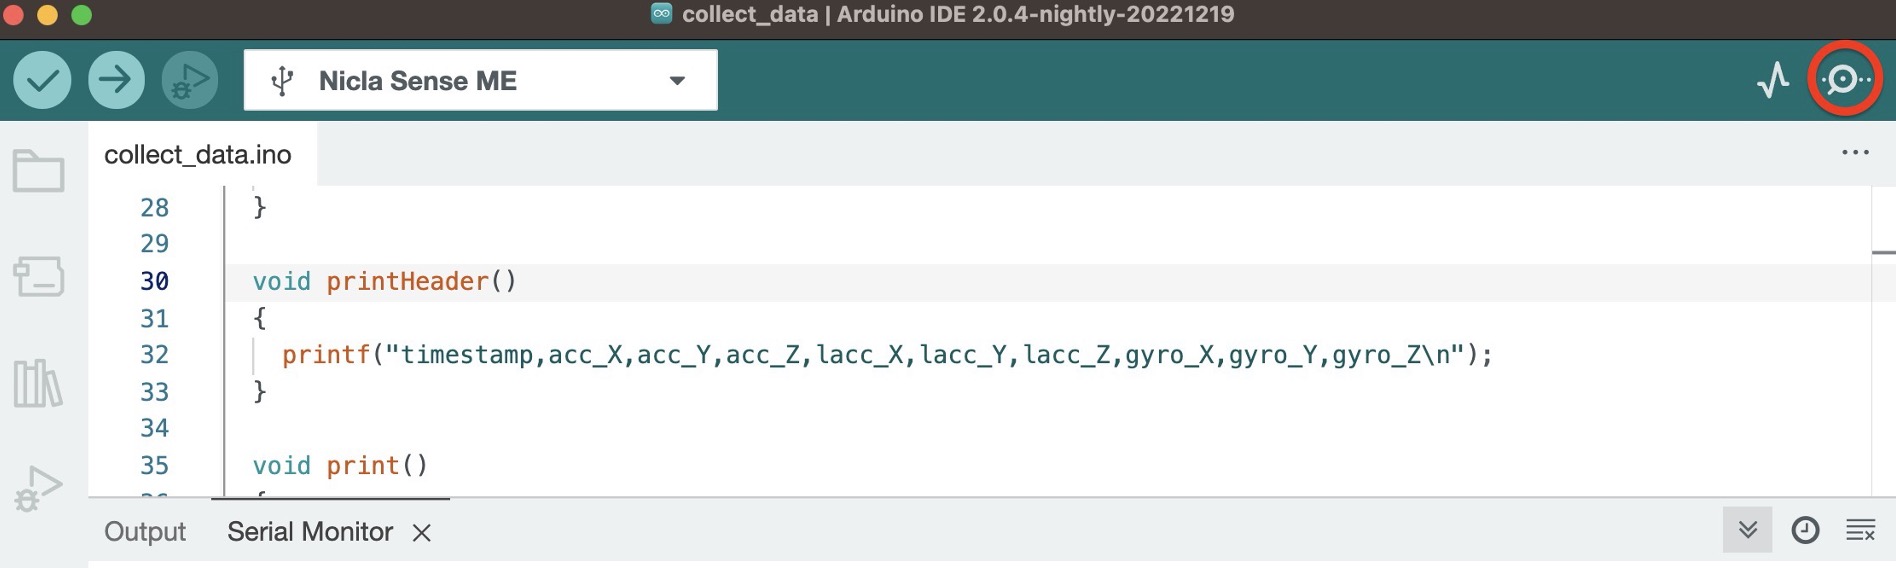 collect_data | Arduino IDE 2.0.4-nightly-20221219
Nicla Sense ME
collect_data.ino
28 }
29
30 void printHeader()
31 {
32 printf("timestamp,acc_X,acc_Y,acc_Z,lacc_X,lacc_Y,lacc_Z,gyro_X,gyro_Y,gyro_Z\n");
33 }
34
35 void print()
Output Serial Monitor